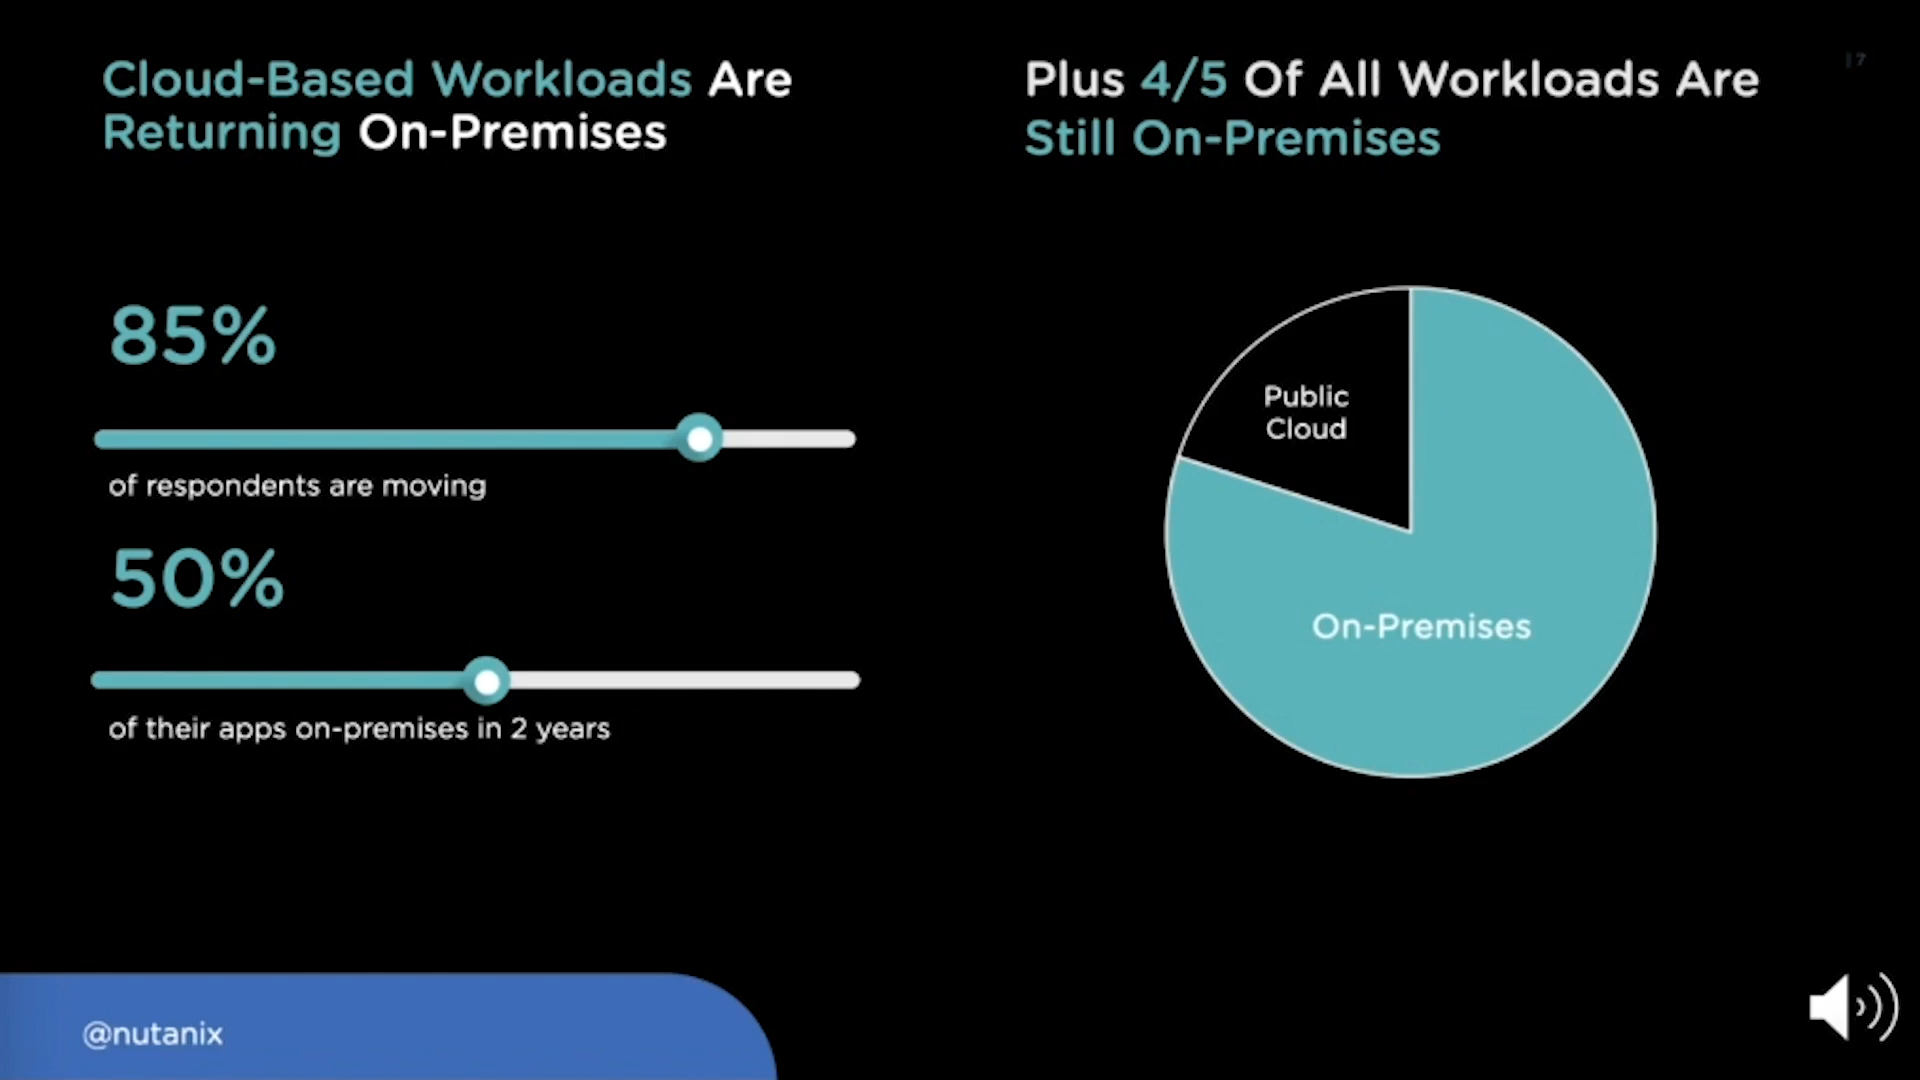 Cloud-Based Workloads Are
Returning On-Premises
85%
of respondents are moving
50%
of their apps on-premises in 2 years
Plus 4/5 Of All Workloads Are
Still On-Premises
Public
Cloud
On-Premises
@nutanix